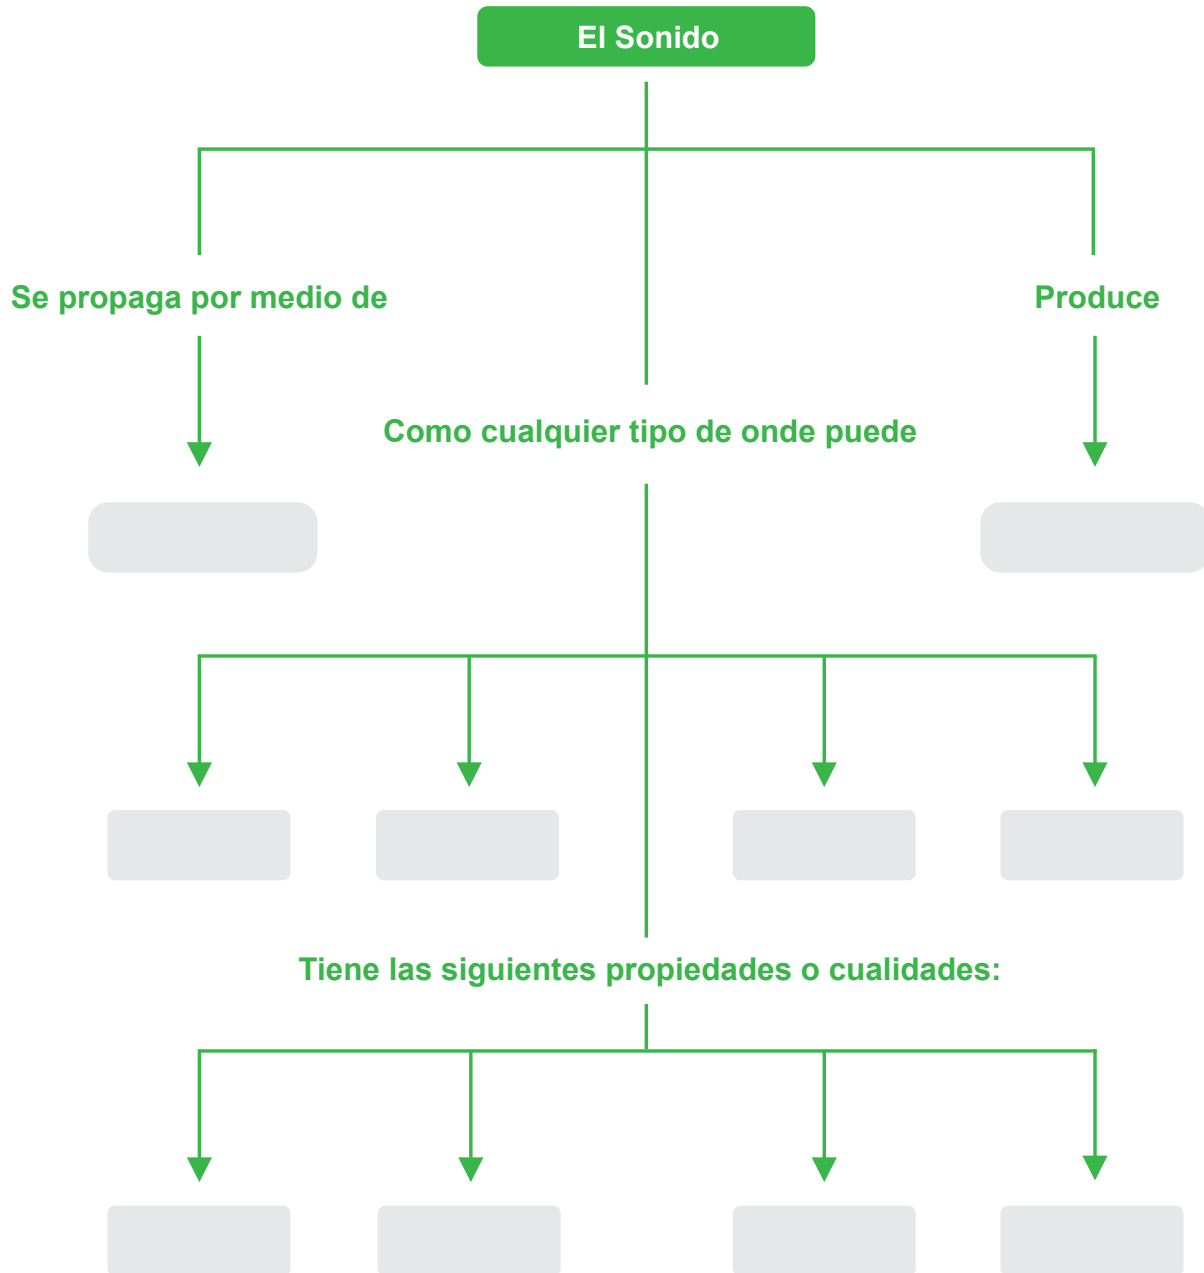 El Sonido
Se propaga por medio de
Produce
Como cualquier tipo de onde puede
Tiene las siguientes propiedades o cualidades: